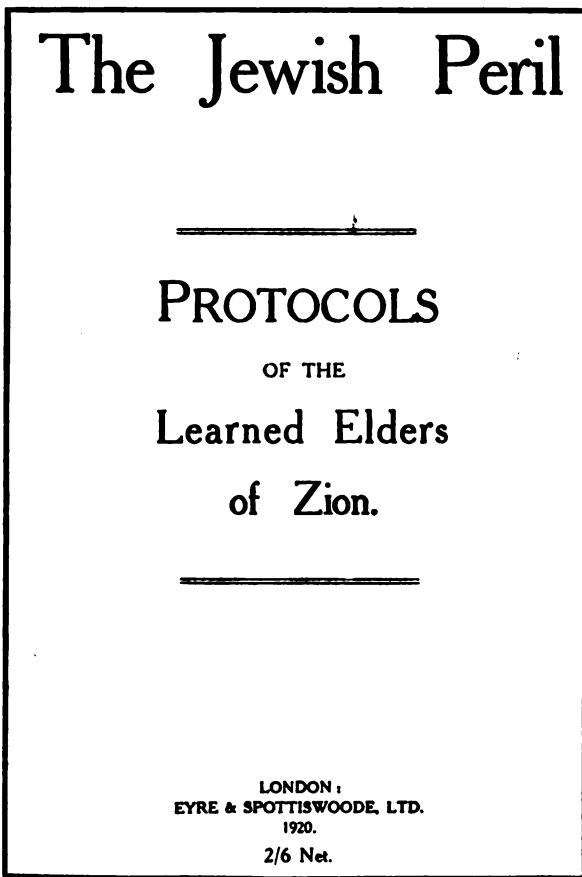 The Jewish Peril
PROTOCOLS
OF THE
Learned Elders
of Zion.
LONDON:
EYRE & SPOTTISWOODE, LTD.
1920.
2/6 Net.